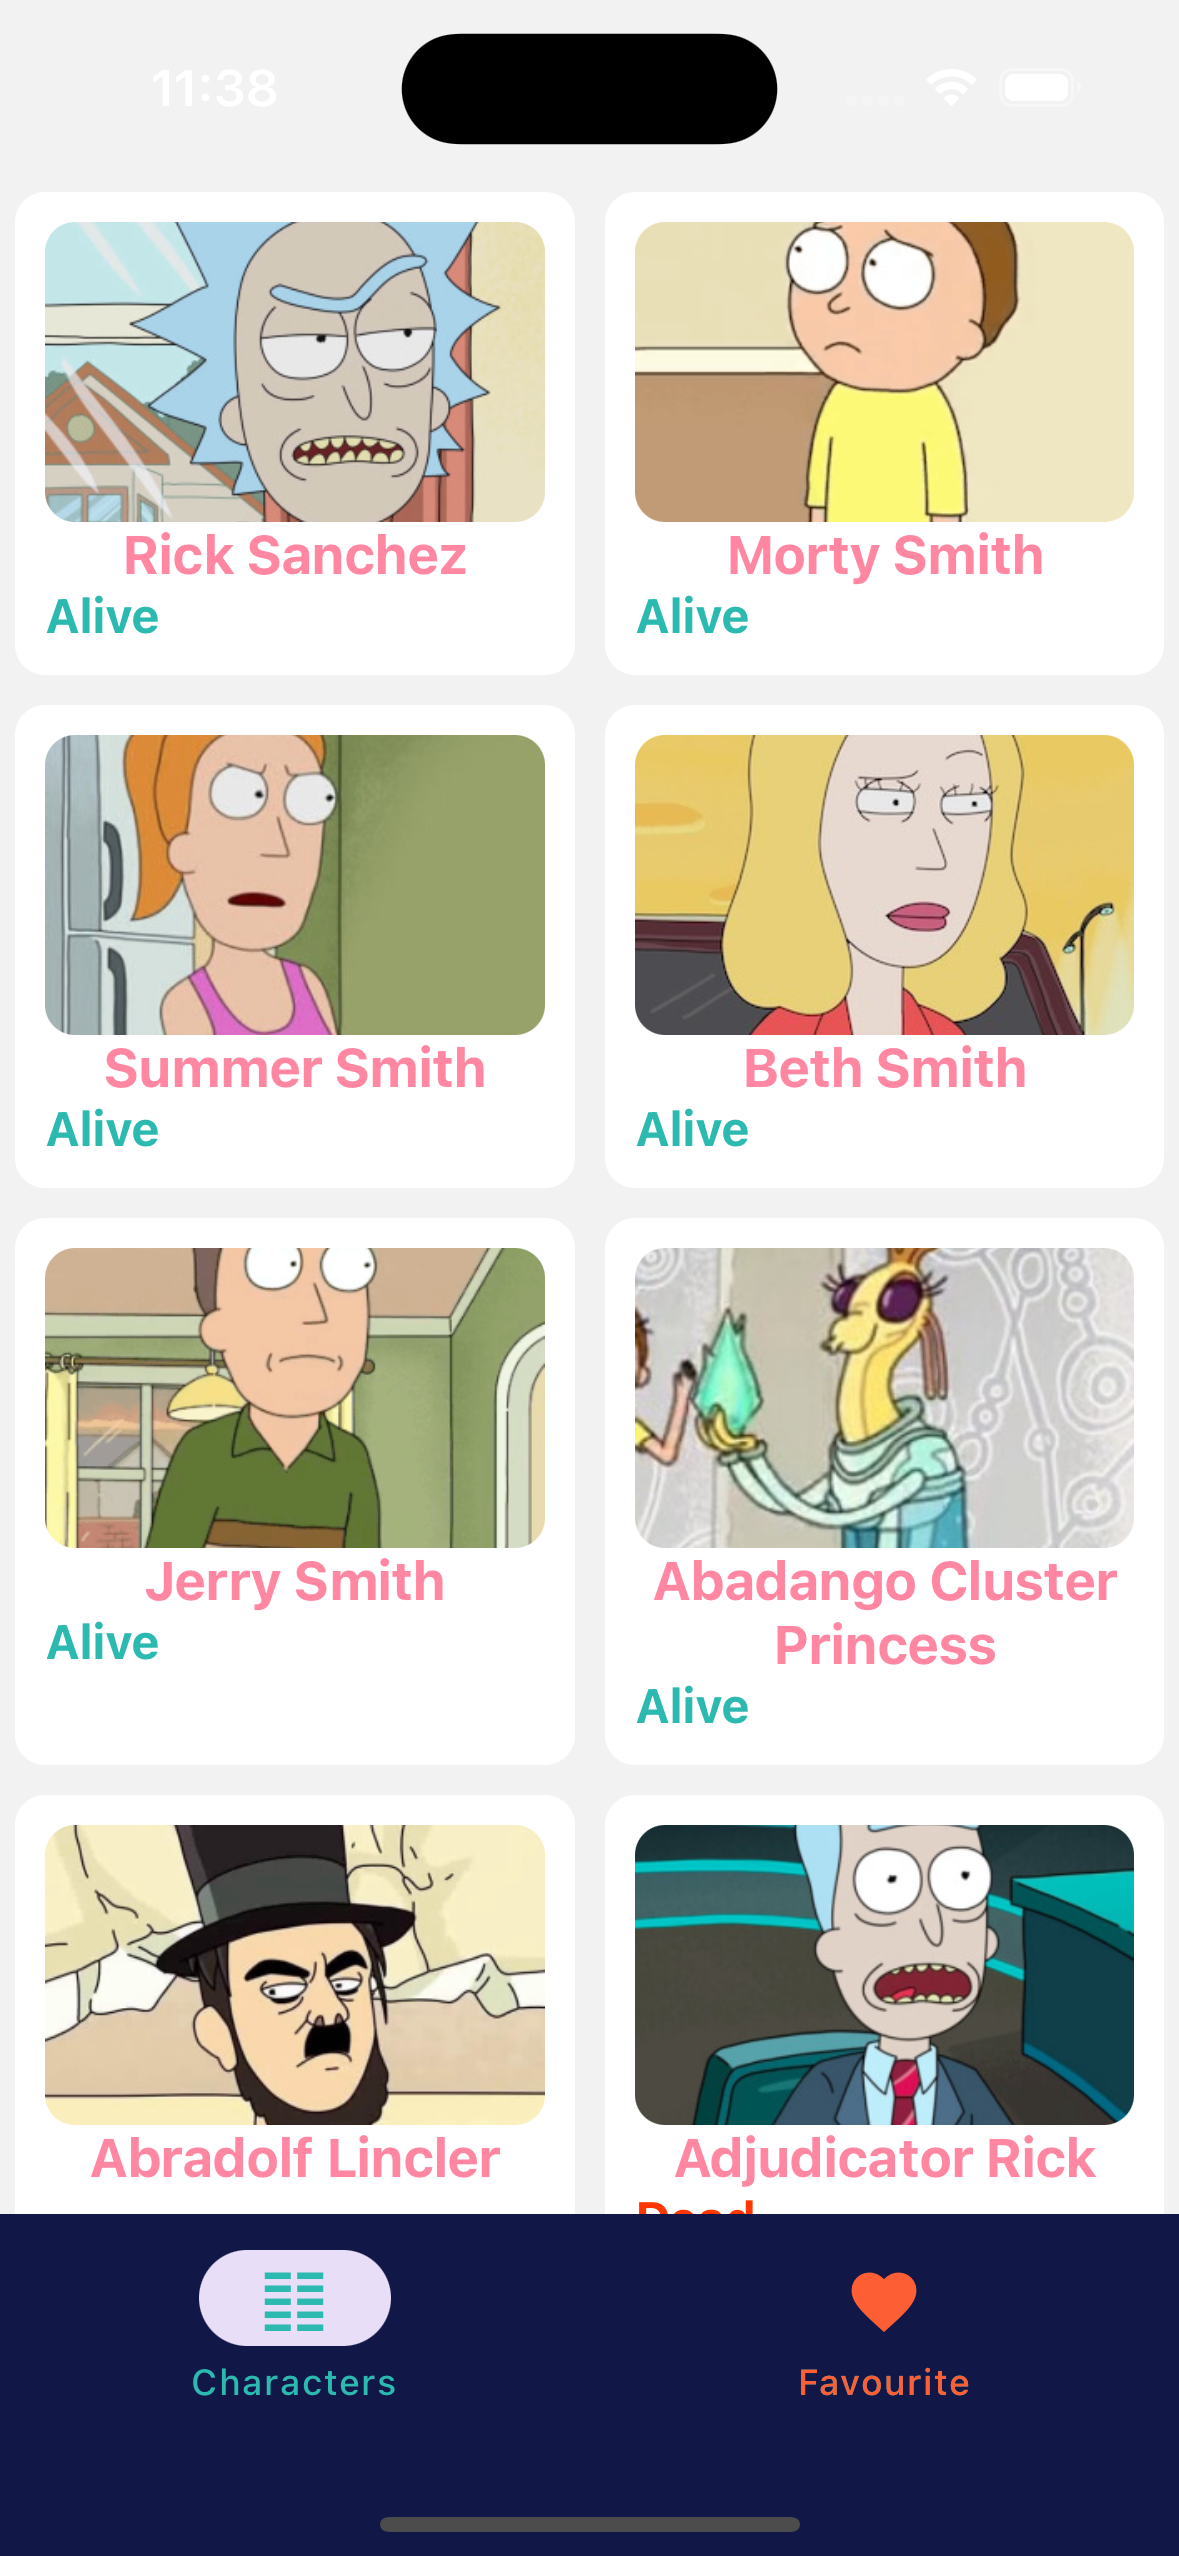 11:38
Rick Sanchez
Alive
Morty Smith
Alive
Summer Smith
Alive
Beth Smith
Alive
Jerry Smith
Alive
Abadango Cluster
Princess
Alive
Abradolf Lincler
Adjudicator Rick
Dead
Characters
Favourite